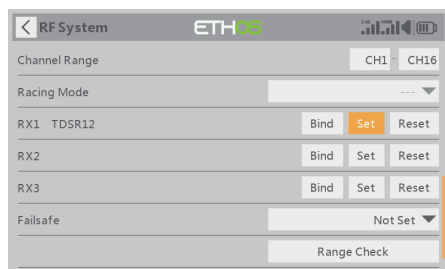 RF System ETHOS
Channel Range CH1 - CH16
Racing Mode ---
RX1 TDSR12 Bind Set Reset
RX2 Bind Set Reset
RX3 Bind Set Reset
Failsafe Not Set
Range Check